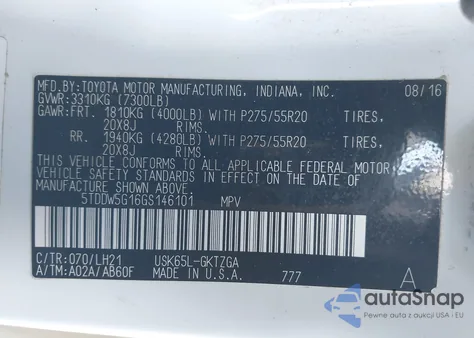 MFD.BY:TOYOTA MOTOR MANUFACTURING, INDIANA, INC. 08/16
GVWR:3310KG (7300LB)
GAWR:FRT. 1810KG (4000LB) WITH P275/55R20 TIRES,
20X8J RIMS.
RR. 1940KG (4280LB) WITH P275/55R20 TIRES,
20X8J RIMS.
THIS VEHICLE CONFORMS TO ALL APPLICABLE FEDERAL MOTOR
VEHICLE SAFETY STANDARDS IN EFFECT ON THE DATE OF
MANUFACTURE SHOWN ABOVE.
5TDDW5G16GS146101 MPV
C/TR:070/LH21 USK65L-GKTZGA
A/TM:A02A/AB60F MADE IN U.S.A. 777 A
autoSnap
Cars from USA & EU